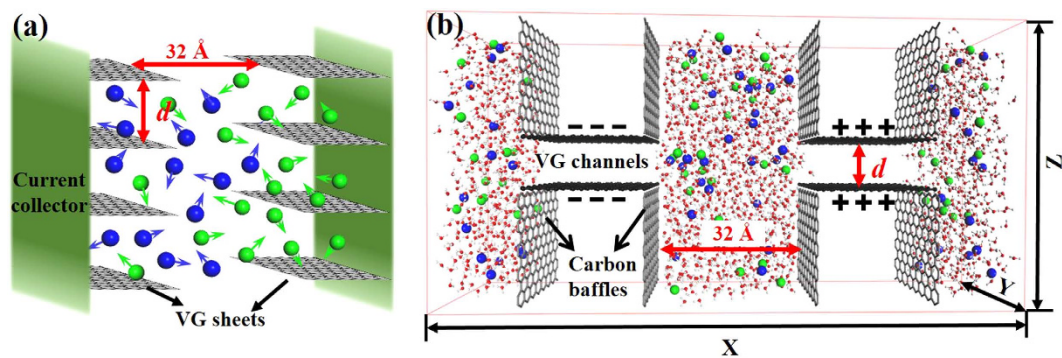 (a)
32 Å
d
Current
collector
VG sheets
(b)
VG channels
+ + +
d
+ + +
32 Å
Carbon
baffles
X
Y
Z